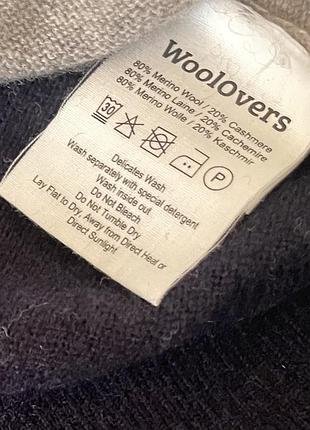 WoolOvers
80% Merino Wool / 20% Cashmere
80% Merino Laine / 20% Cachemire
80% Merino Wolle / 20% Kaschmir
30 P
Delicates Wash
Wash separately with special detergent
Wash inside out
Do Not Bleach
Do Not Tumble Dry
Lay Flat to Dry, Away from Direct Heat or
Direct Sunlight